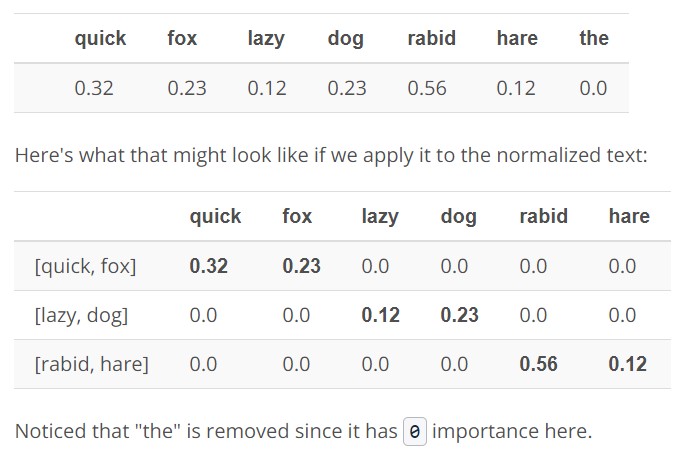 quick fox lazy dog rabid hare the
0.32 0.23 0.12 0.23 0.56 0.12 0.0
Here's what that might look like if we apply it to the normalized text:
quick fox lazy dog rabid hare
[quick, fox] 0.32 0.23 0.0 0.0 0.0 0.0
[lazy, dog] 0.0 0.0 0.12 0.23 0.0 0.0
[rabid, hare] 0.0 0.0 0.0 0.0 0.56 0.12
Noticed that "the" is removed since it has 0 importance here.